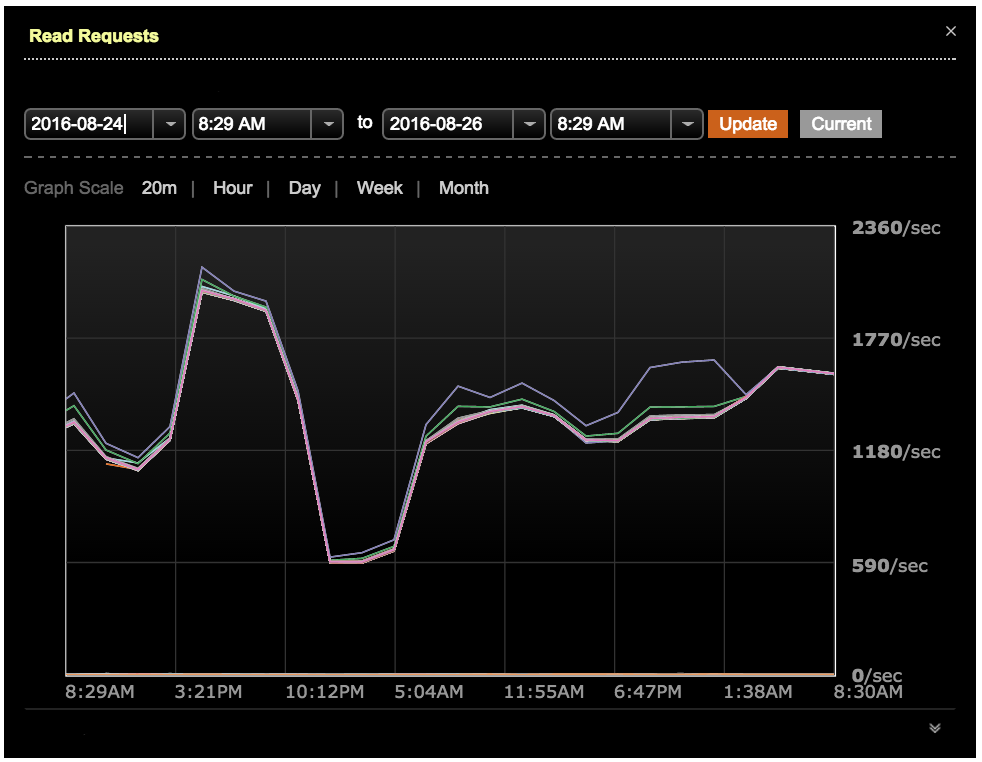 Read Requests ×
2016-08-24 8:29 AM to 2016-08-26 8:29 AM Update Current
Graph Scale 20m | Hour | Day | Week | Month
2360/sec
1770/sec
1180/sec
590/sec
0/sec
8:29AM 3:21PM 10:12PM 5:04AM 11:55AM 6:47PM 1:38AM 8:30AM